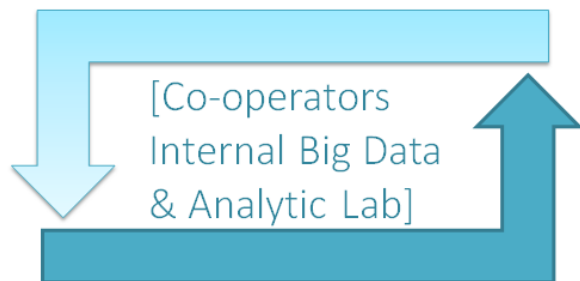 [Co-operators
Internal Big Data
& Analytic Lab]